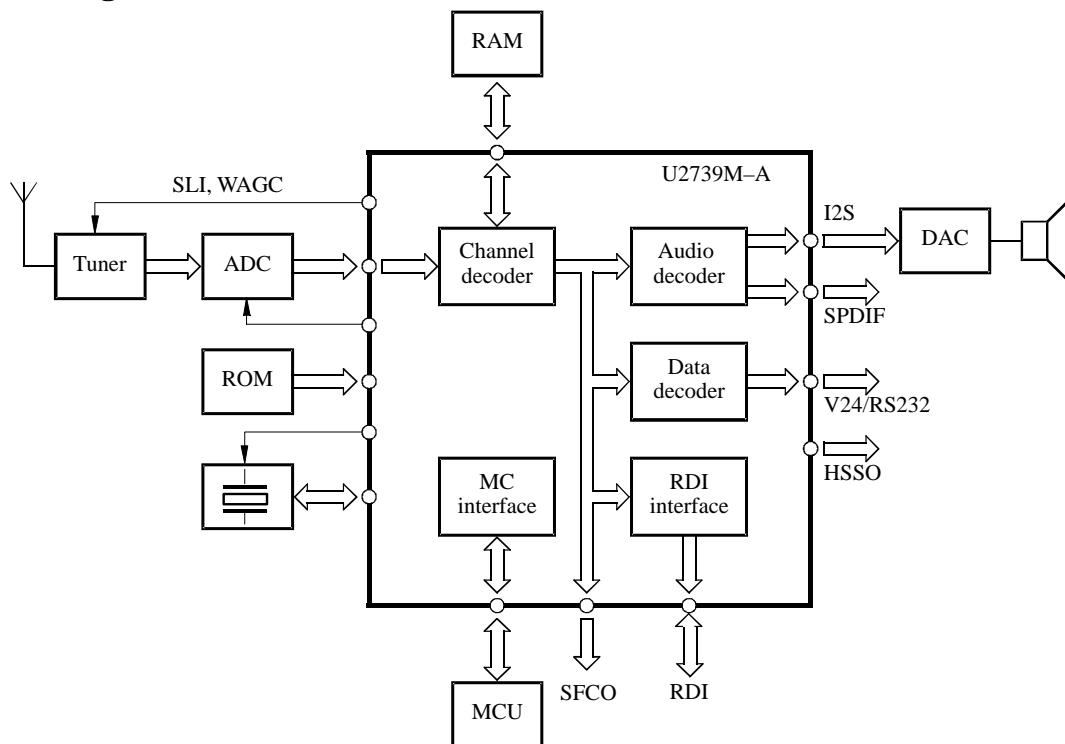 RAM
U2739M–A
SLI, WAGC
I2S
Tuner
ADC
Channel
decoder
Audio
decoder
DAC
SPDIF
ROM
Data
decoder
V24/RS232
HSSO
MC
interface
RDI
interface
SFCO
RDI
MCU